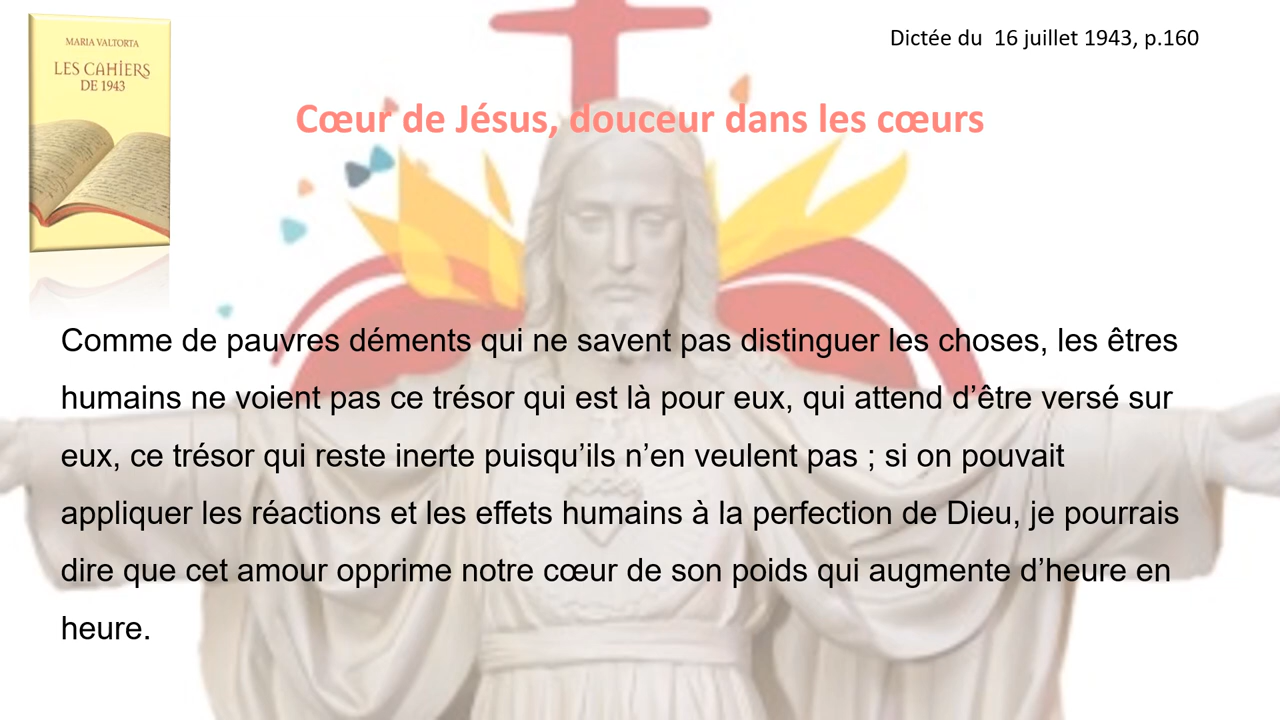 MARIA VALTORTA
LES CAHIERS
DE 1943
Dictée du 16 juillet 1943, p.160
Cœur de Jésus, douceur dans les cœurs
Comme de pauvres déments qui ne savent pas distinguer les choses, les êtres
humains ne voient pas ce trésor qui est là pour eux, qui attend d’être versé sur
eux, ce trésor qui reste inerte puisqu’ils n’en veulent pas ; si on pouvait
appliquer les réactions et les effets humains à la perfection de Dieu, je pourrais
dire que cet amour opprime notre cœur de son poids qui augmente d’heure en
heure.